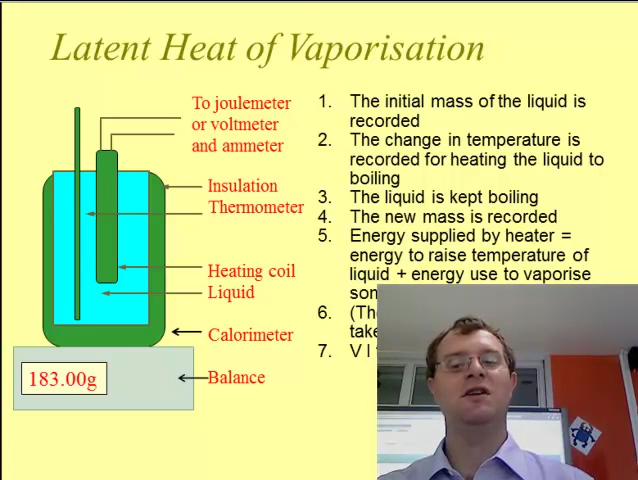 Latent Heat of Vaporisation
To joulemeter
or voltmeter
and ammeter
Insulation
Thermometer
Heating coil
Liquid
Calorimeter
Balance
183.00g
1. The initial mass of the liquid is
recorded
2. The change in temperature is
recorded for heating the liquid to
boiling
3. The liquid is kept boiling
4. The new mass is recorded
5. Energy supplied by heater =
energy to raise temperature of
liquid + energy use to vaporise
6.
7. V I